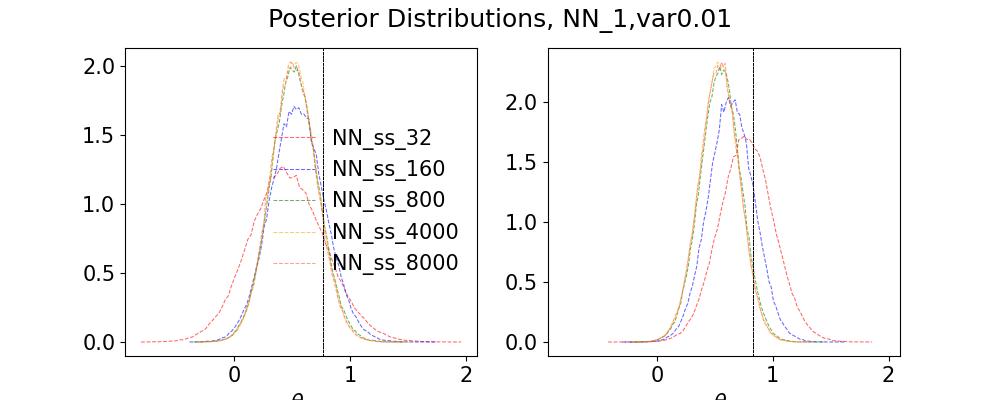 Posterior Distributions, NN_1,var0.01
2.0
1.5
1.0
0.5
0.0
NN_ss_32
NN_ss_160
NN_ss_800
NN_ss_4000
NN_ss_8000
0 1 2
θ
2.0
1.5
1.0
0.5
0.0
0 1 2
θ